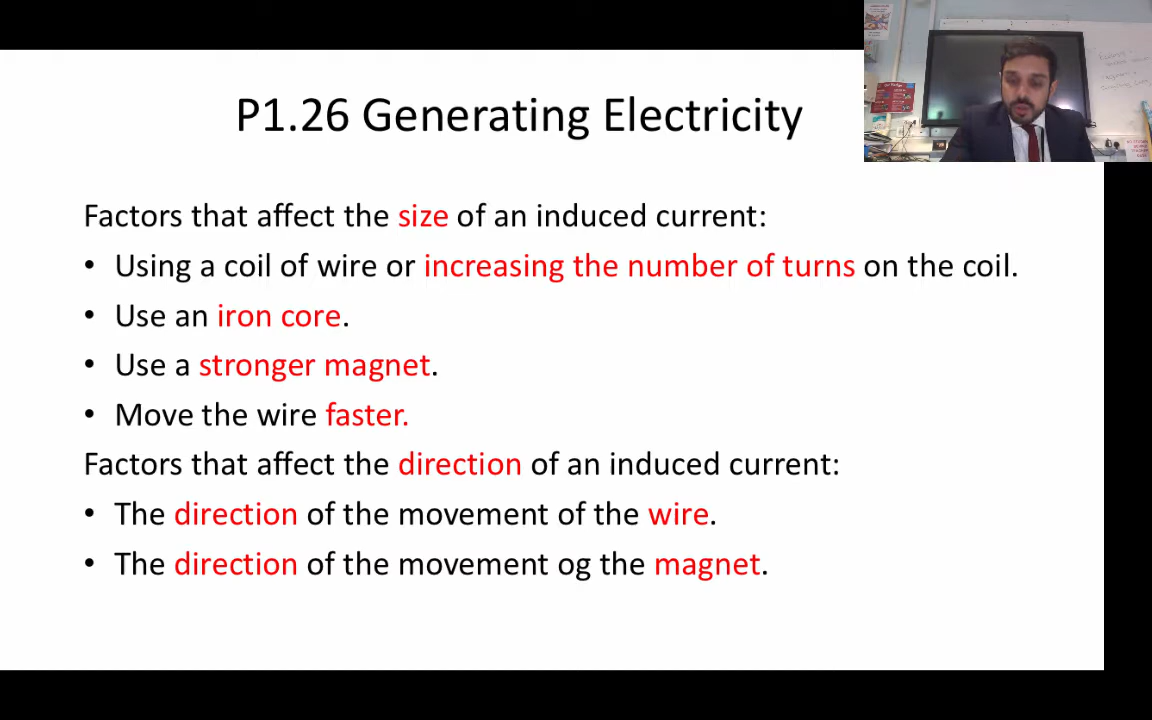 P1.26 Generating Electricity
Factors that affect the size of an induced current:
• Using a coil of wire or increasing the number of turns on the coil.
• Use an iron core.
• Use a stronger magnet.
• Move the wire faster.
Factors that affect the direction of an induced current:
• The direction of the movement of the wire.
• The direction of the movement og the magnet.